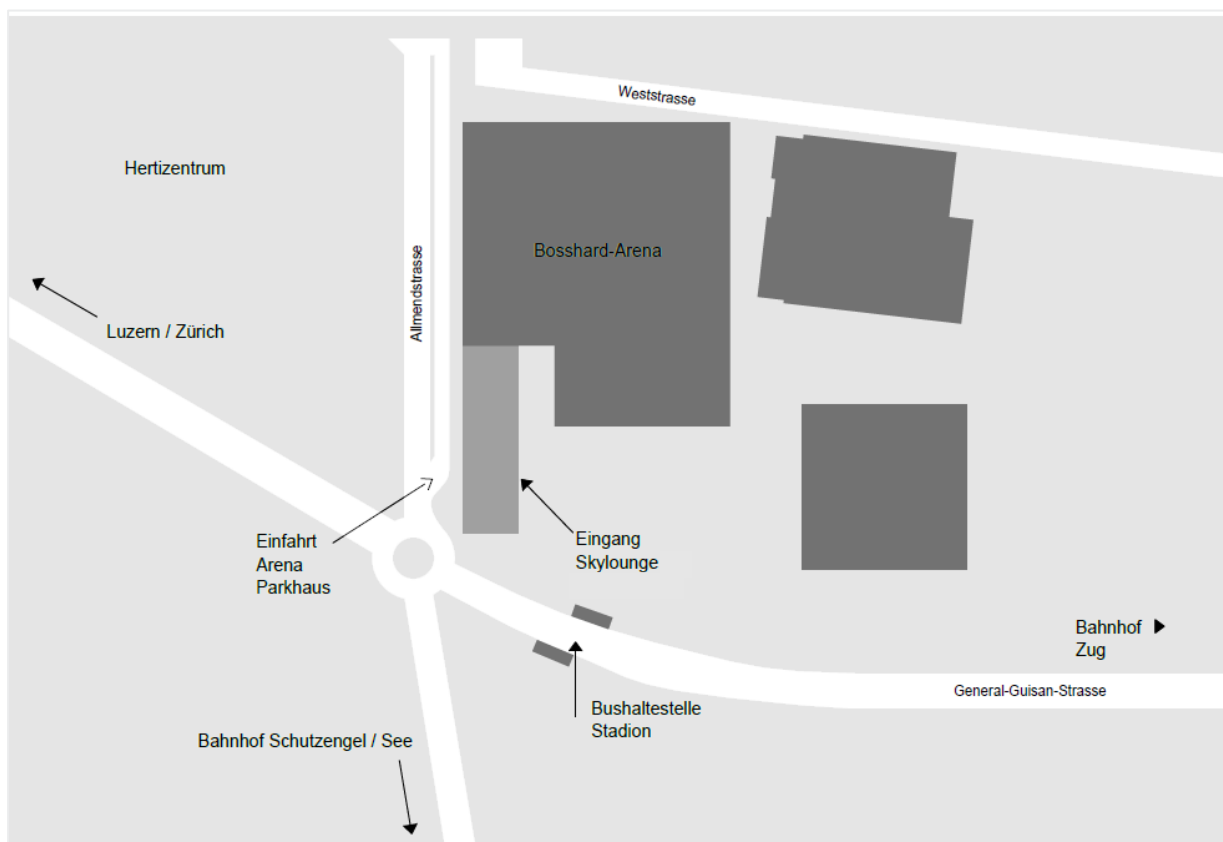 Weststrasse
Hertizentrum
Bosshard-Arena
Allmendstrasse
Luzern / Zürich
Einfahrt
Arena
Parkhaus
Eingang
Skylounge
Bahnhof
Zug
General-Guisan-Strasse
Bushaltestelle
Stadion
Bahnhof Schutzengel / See